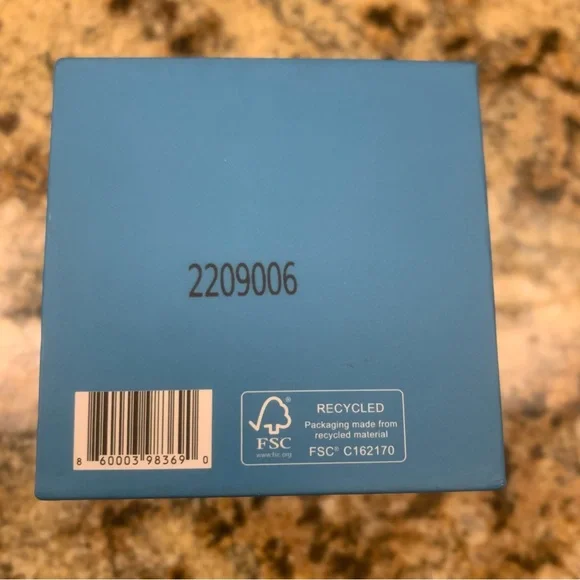 2209006
8 60003 98369 0
FSC
www.fsc.org
RECYCLED
Packaging made from
recycled material
FSC® C162170